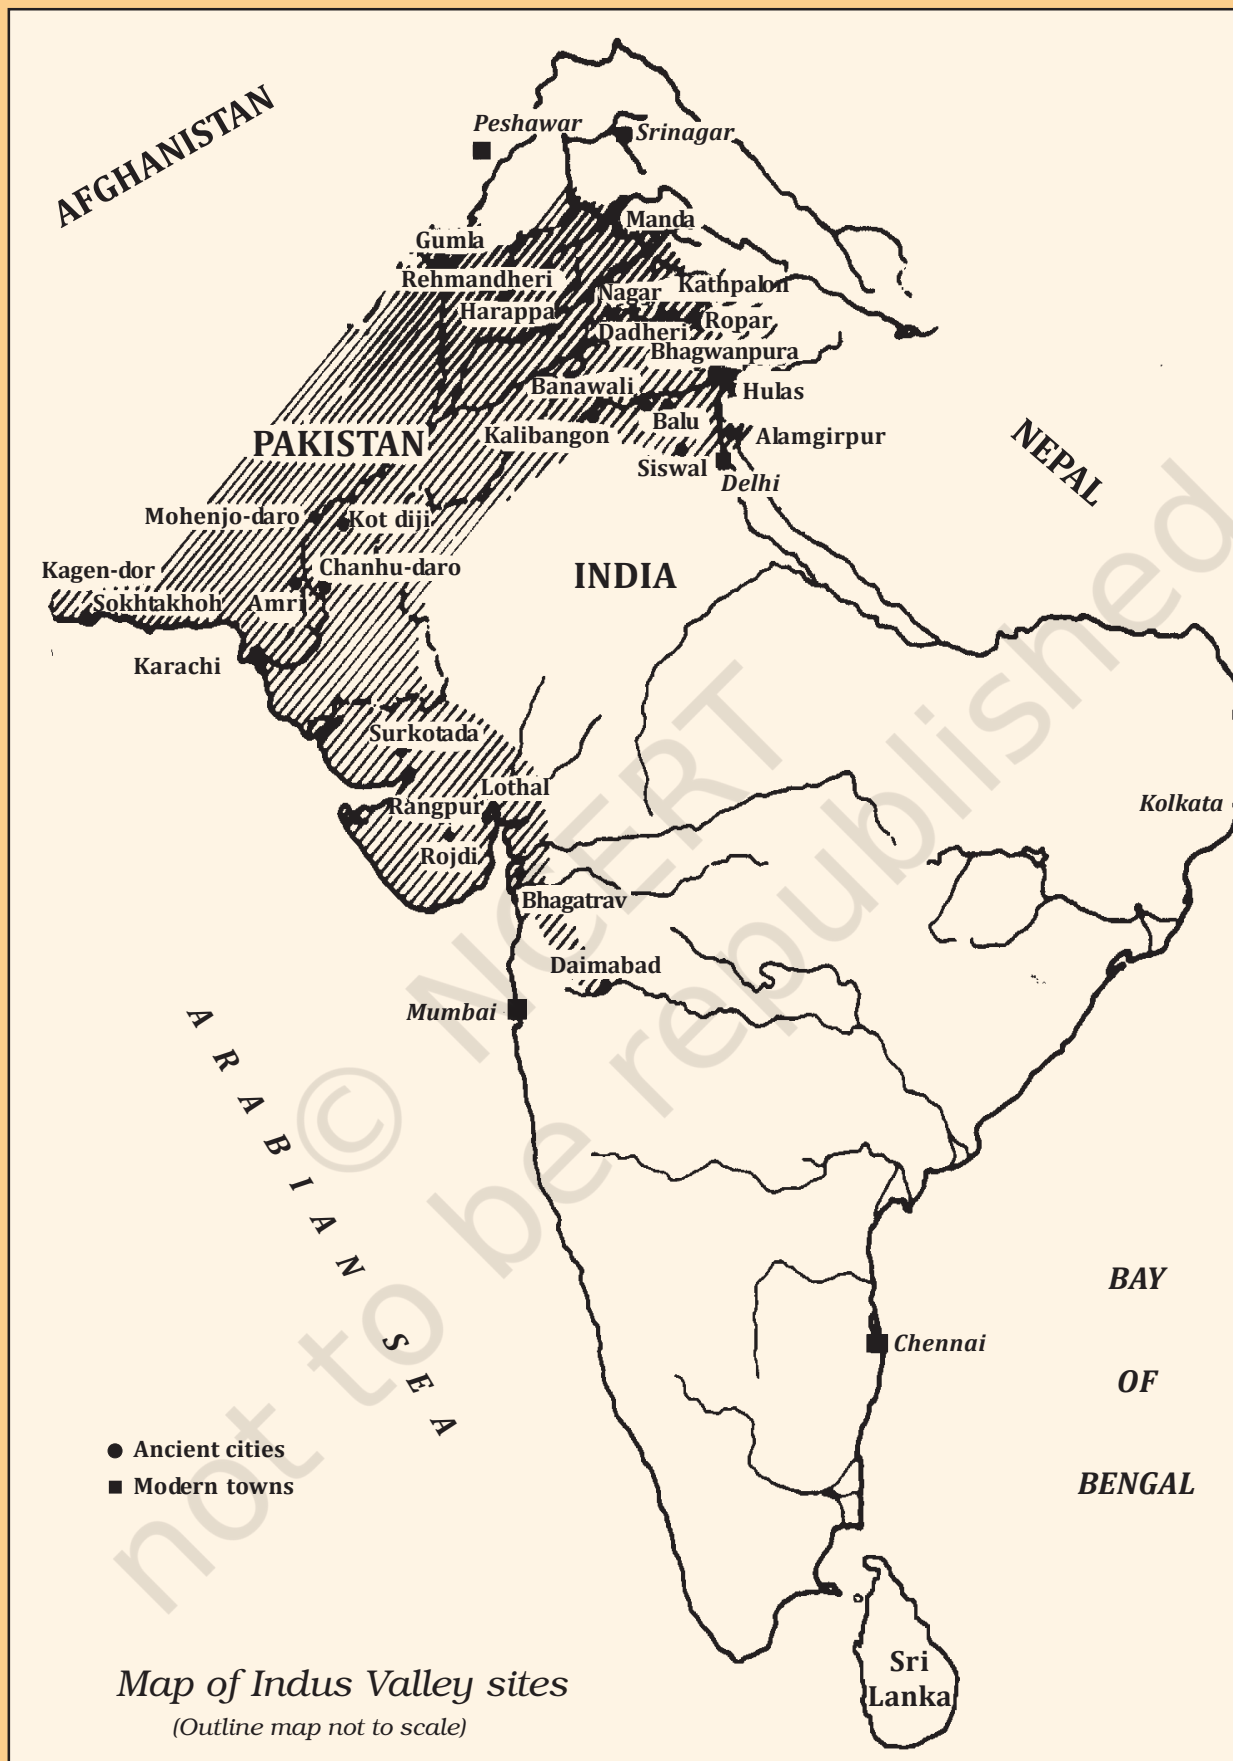 AFGHANISTAN
Peshawar
Srinagar
Manda
Gumla
Rehmandheri
Nagar
Kathpalon
Harappa
Ropar
Dadheri
Bhagwanpura
Banawali
Hulas
Balu
PAKISTAN
Kalibangon
Alamgirpur
NEPAL
Siswal
Delhi
Mohenjo-daro
Kot diji
Kagen-dor
Chanhu-daro
INDIA
Sokhtakhoh
Amri
Karachi
Surkotada
Lothal
Rangpur
Kolkata
Rojdi
Bhagatrav
Daimabad
Mumbai
ARABIAN SEA
BAY
OF
BENGAL
Chennai
Ancient cities
Modern towns
Sri
Lanka
Map of Indus Valley sites
(Outline map not to scale)
© NCERT
not to be republished